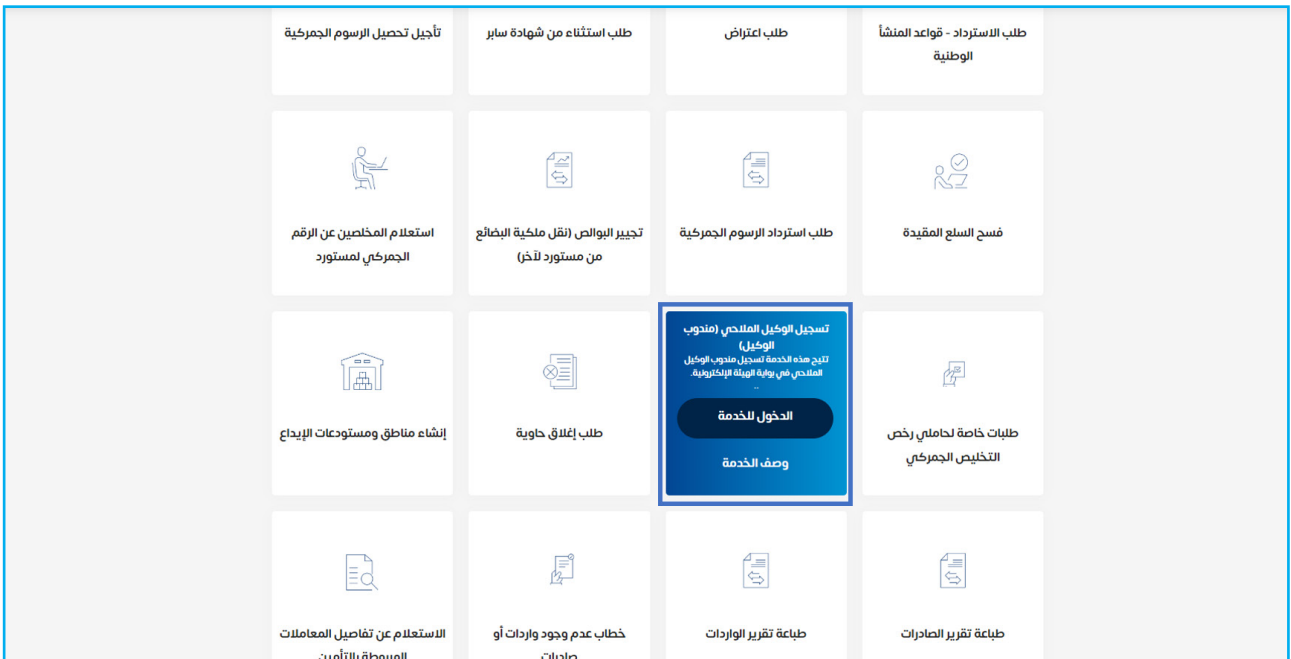 طلب الاسترداد - قواعد المنشأ
الوطنية
طلب اعتراض
طلب استثناء من شهادة سابر
تأجيل تحصيل الرسوم الجمركية
فسح السلع المقيدة
طلب استرداد الرسوم الجمركية
تجيير البوالص (نقل ملكية البضائع
من مستورد لآخر)
استعلام المخلصين عن الرقم
الجمركي لمستورد
طلبات خاصة لحاملي رخص
التخليص الجمركي
تسجيل الوكيل الملاحي (مندوب
الوكيل)
تتيح هذه الخدمة تسجيل مندوب الوكيل
الملاحي في بوابة الهيئة الإلكترونية.
..
الدخول للخدمة
وصف الخدمة
طلب إغلاق حاوية
إنشاء مناطق ومستودعات الإيداع
طباعة تقرير الصادرات
طباعة تقرير الواردات
خطاب عدم وجود واردات أو
صادرات
الاستعلام عن تفاصيل المعاملات
المربوطة بالتأمين